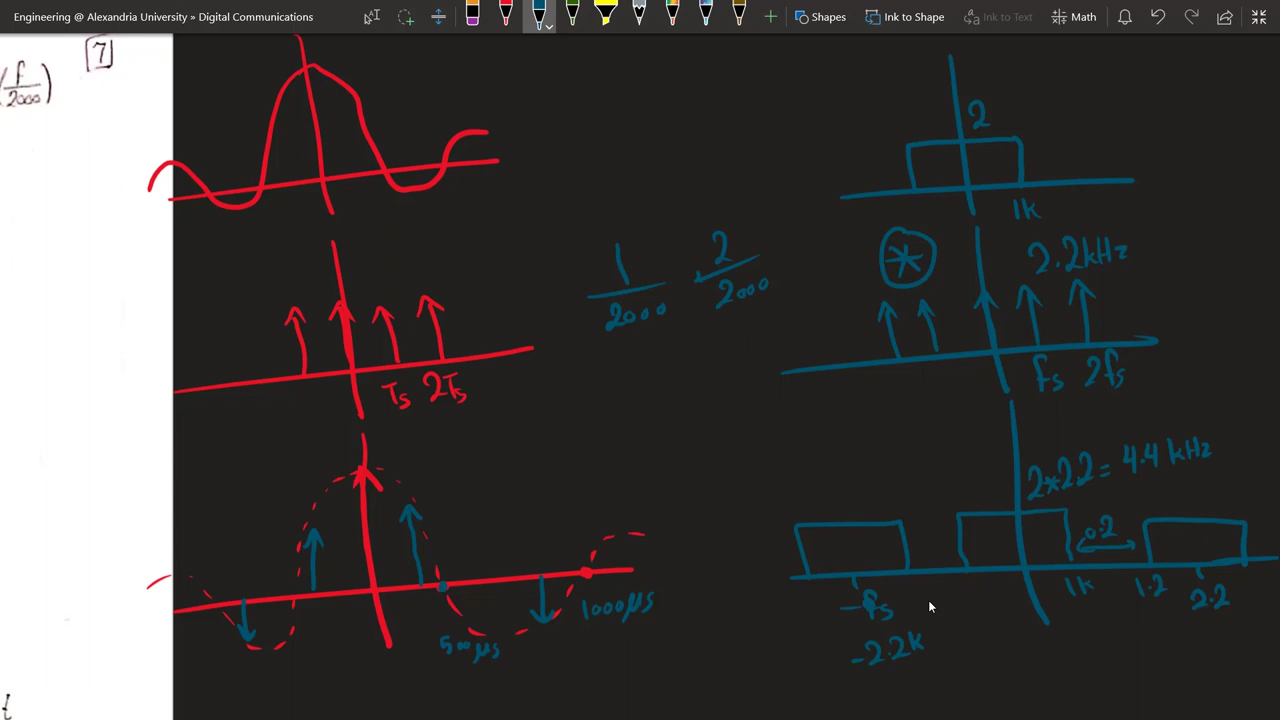 Engineering @ Alexandria University » Digital Communications
Shapes
Ink to Shape
Ink to Text
Math
7
(f/2000)
2
1k
1/2000 2/2000
*
2.2kHz
Ts 2Ts
fs 2fs
2*2.2 = 4.4 kHz
0.2
1k 1.2 2.2
-fs
-2.2k
500μs
1000μs
{